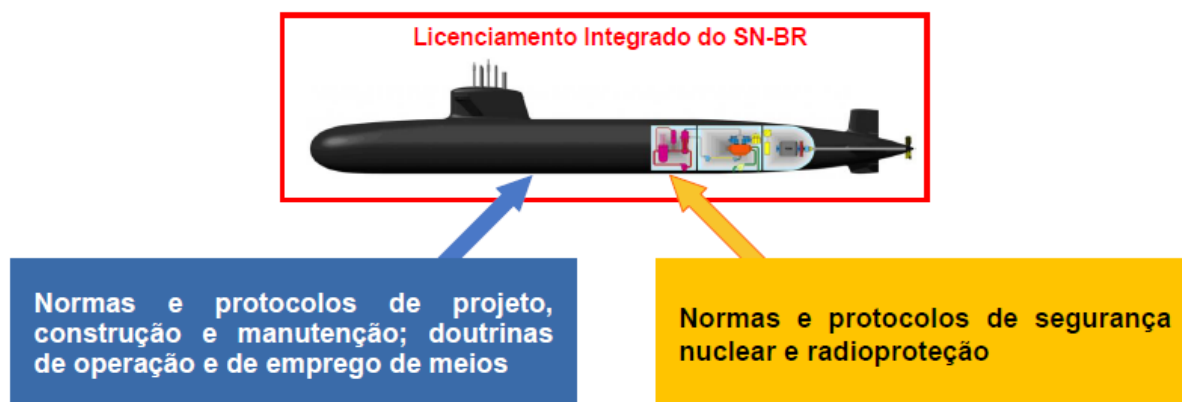 Licenciamento Integrado do SN-BR
Normas e protocolos de projeto,
construção e manutenção; doutrinas
de operação e de emprego de meios
Normas e protocolos de segurança
nuclear e radioproteção